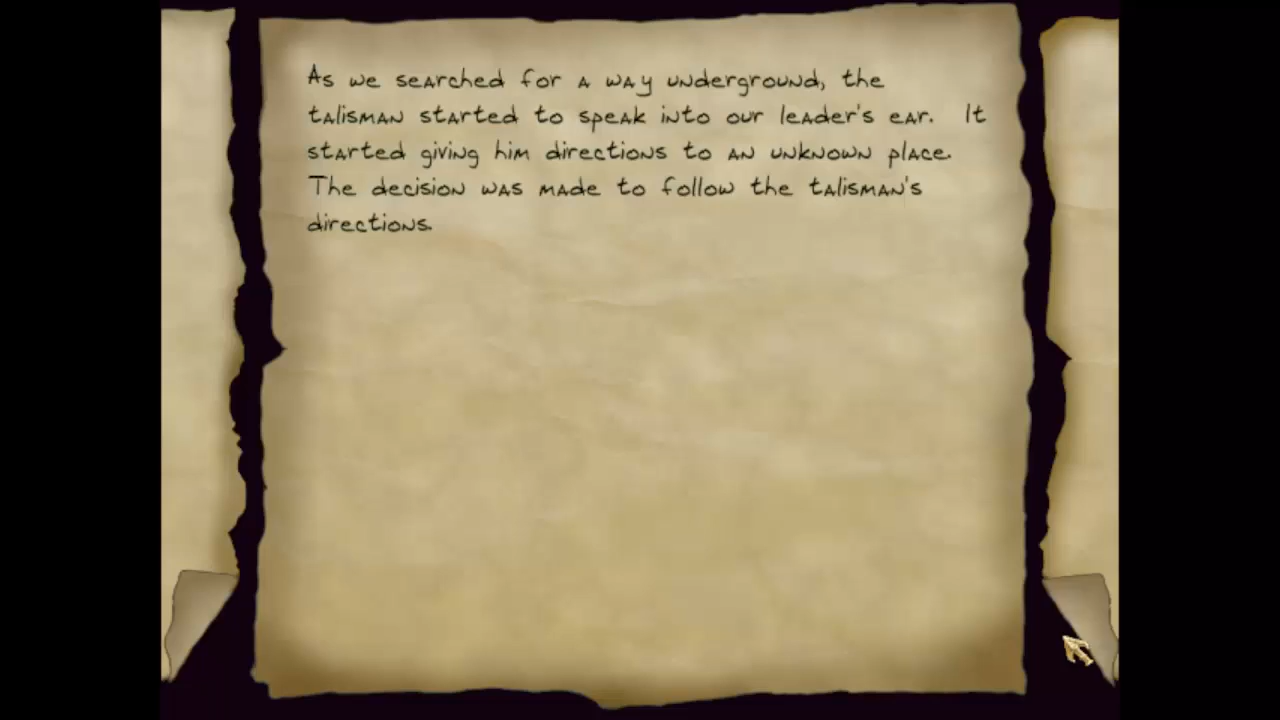 As we searched for a way underground, the
talisman started to speak into our leader's ear. It
started giving him directions to an unknown place.
The decision was made to follow the talisman's
directions.